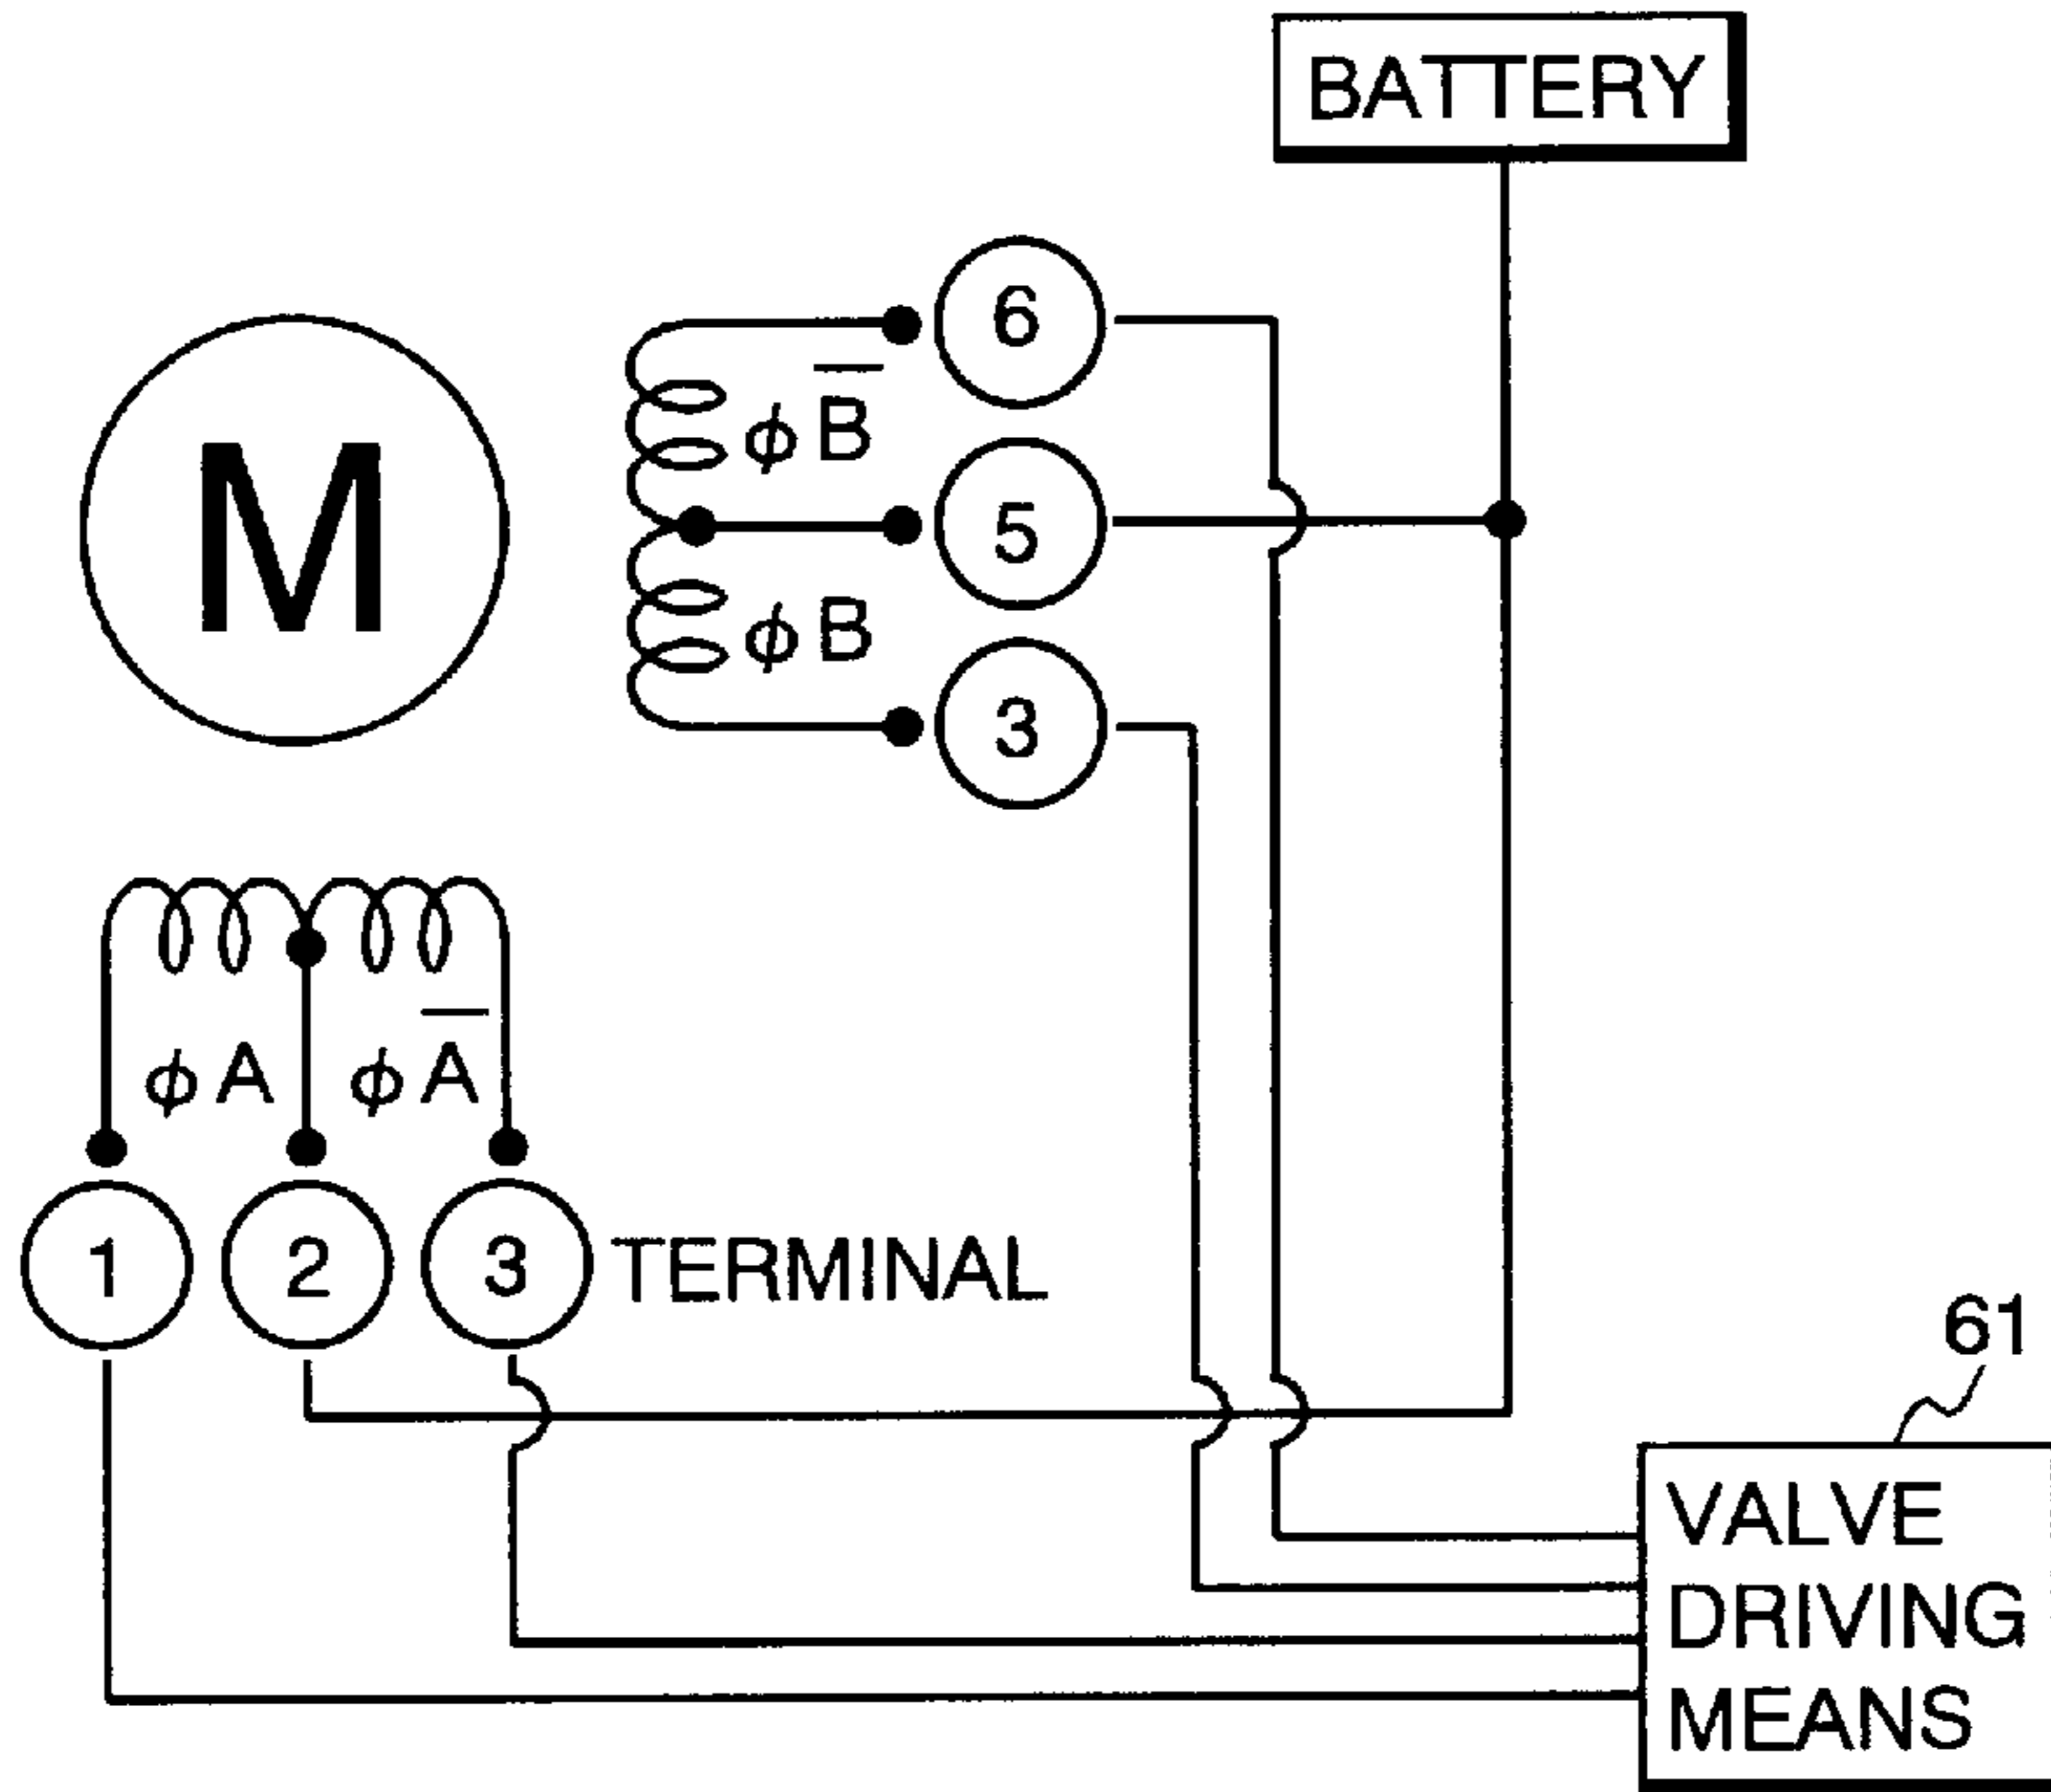 BATTERY
6
M
φB̅
5
φB
3
φA φA̅
1 2 3 TERMINAL
61
VALVE
DRIVING
MEANS